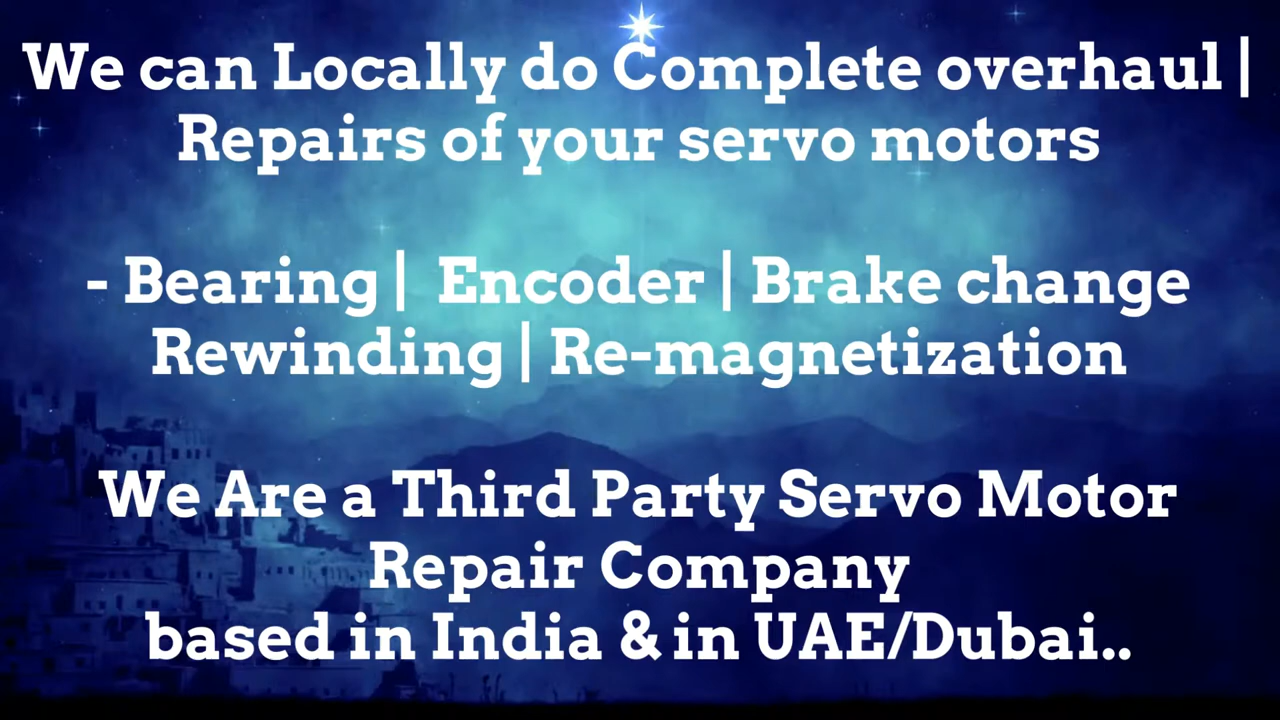 We can Locally do Complete overhaul |
Repairs of your servo motors
- Bearing | Encoder | Brake change
Rewinding | Re-magnetization
We Are a Third Party Servo Motor
Repair Company
based in India & in UAE/Dubai..